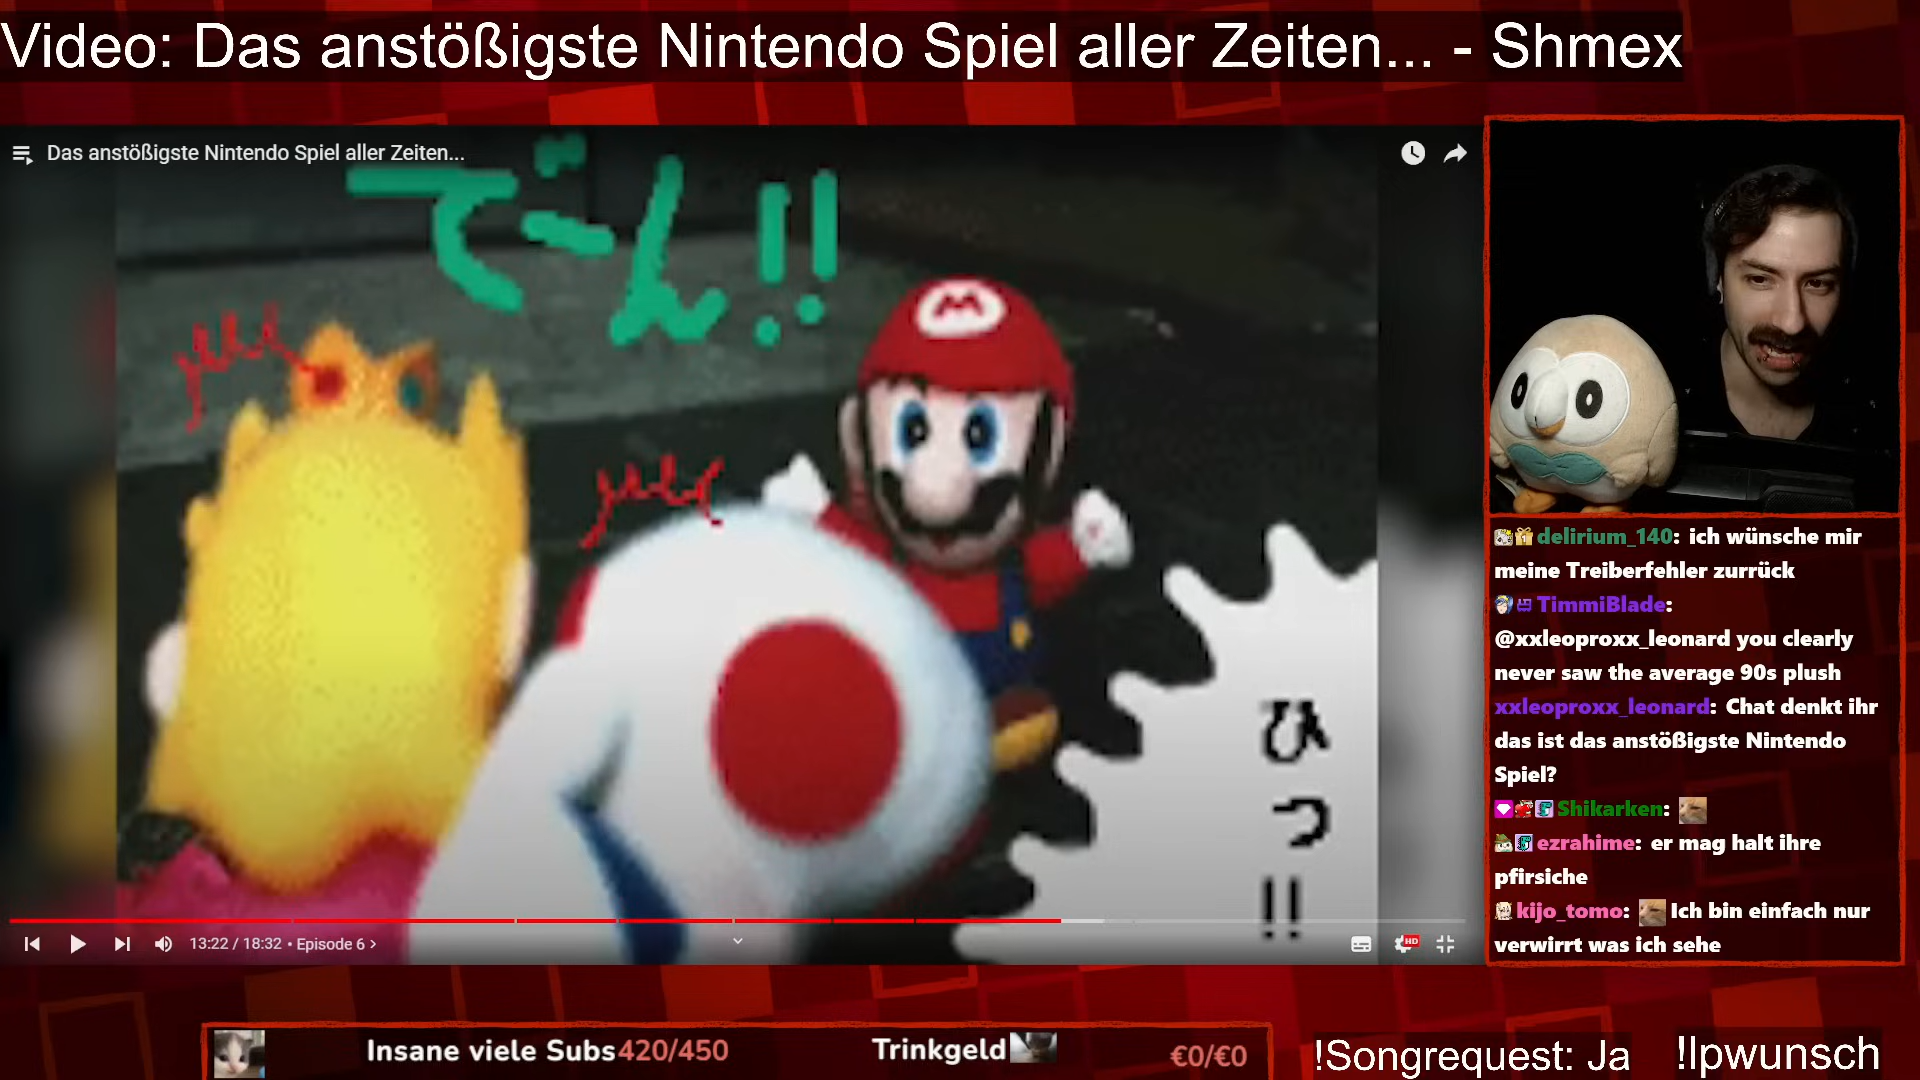 Video: Das anstößigste Nintendo Spiel aller Zeiten... - Shmex
Das anstößigste Nintendo Spiel aller Zeiten...
でーん!!
M
ひっ!!
13:22 / 18:32 • Episode 6 >
HD
delirium_140: ich wünsche mir
meine Treiberfehler zurrück
TimmiBlade:
@xxleoproxx_leonard you clearly
never saw the average 90s plush
xxleoproxx_leonard: Chat denkt ihr
das ist das anstößigste Nintendo
Spiel?
Shikarken:
ezrahime: er mag halt ihre
pfirsiche
kijo_tomo: Ich bin einfach nur
verwirrt was ich sehe
Insane viele Subs 420/450
Trinkgeld €0/€0
!Songrequest: Ja
!lpwunsch